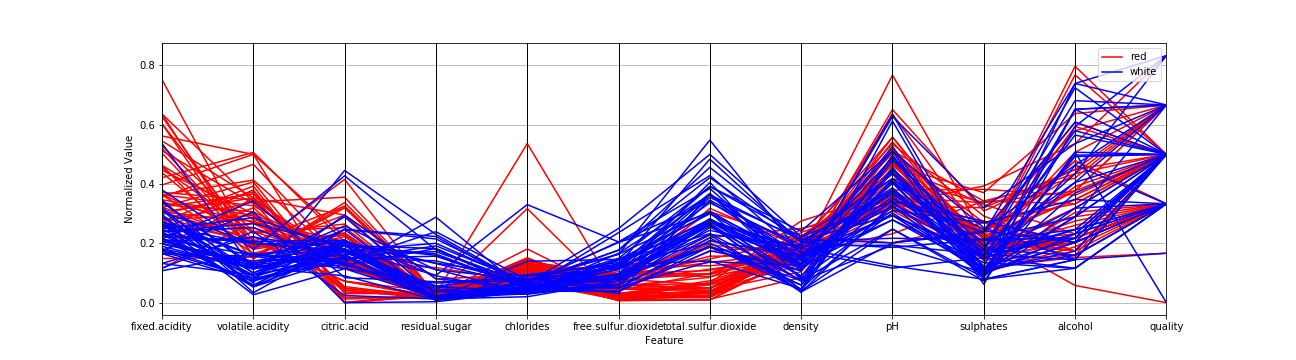 red
white
0.8
0.6
0.4
0.2
0.0
Normalized Value
fixed.acidity volatile.acidity citric.acid residual.sugar chlorides free.sulfur.dioxide total.sulfur.dioxide density pH sulphates alcohol quality
Feature